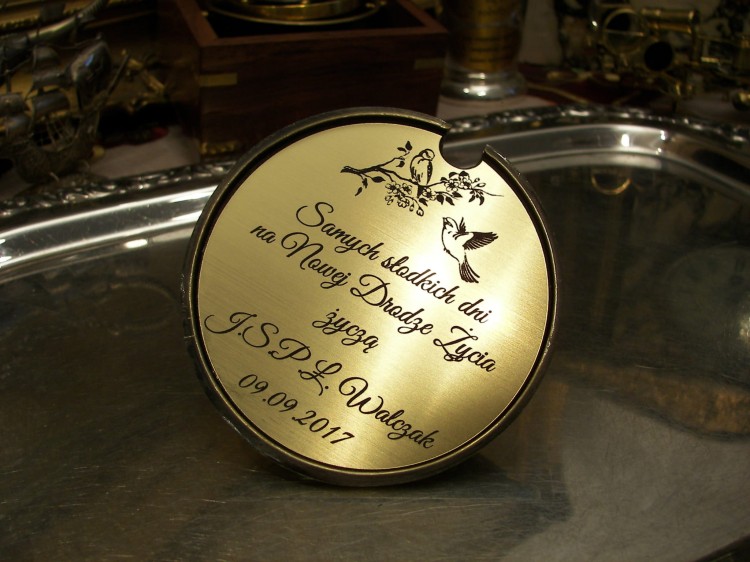 Samych słodkich dni
na Nowej Drodze Życia
życzą
J.S.P.Ł. Walczak
09.09.2017